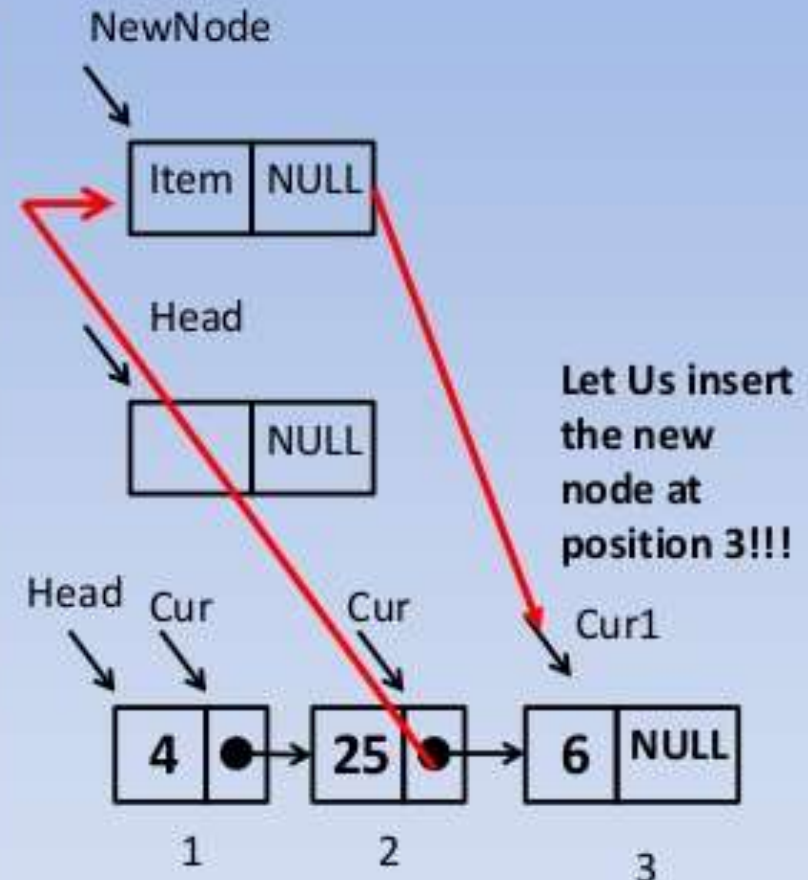 NewNode
Item NULL
Head
NULL
Let Us insert
the new
node at
position 3!!!
Head Cur Cur Cur1
4 25 6 NULL
1 2 3